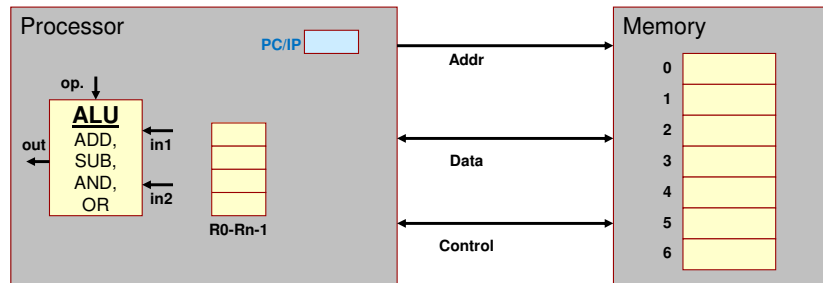 Processor
PC/IP
op.
ALU
ADD,
SUB,
AND,
OR
out
in1
in2
R0-Rn-1
Addr
Data
Control
Memory
0
1
2
3
4
5
6